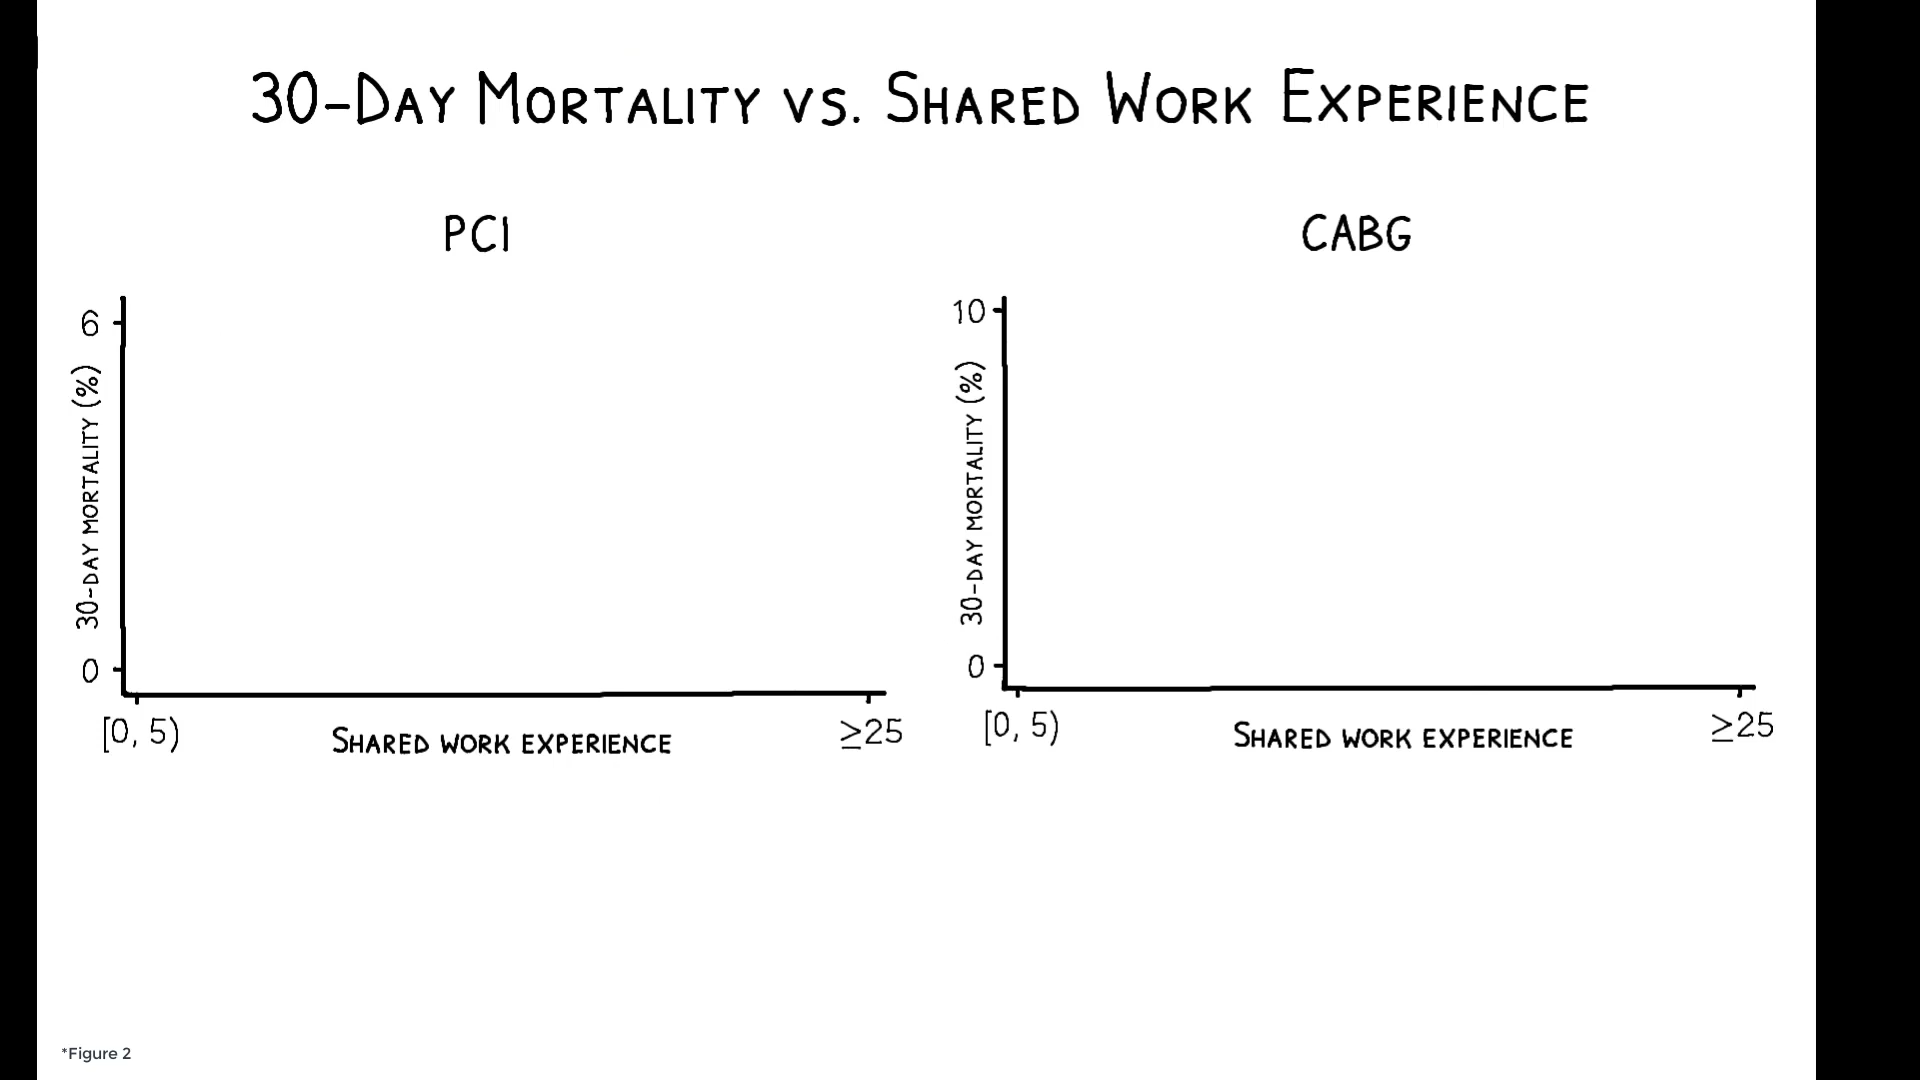 30-Day Mortality vs. Shared Work Experience
PCI
6
30-day mortality (%)
0
[0, 5)
Shared work experience
≥25
CABG
10
30-day mortality (%)
0
[0, 5)
Shared work experience
≥25
*Figure 2